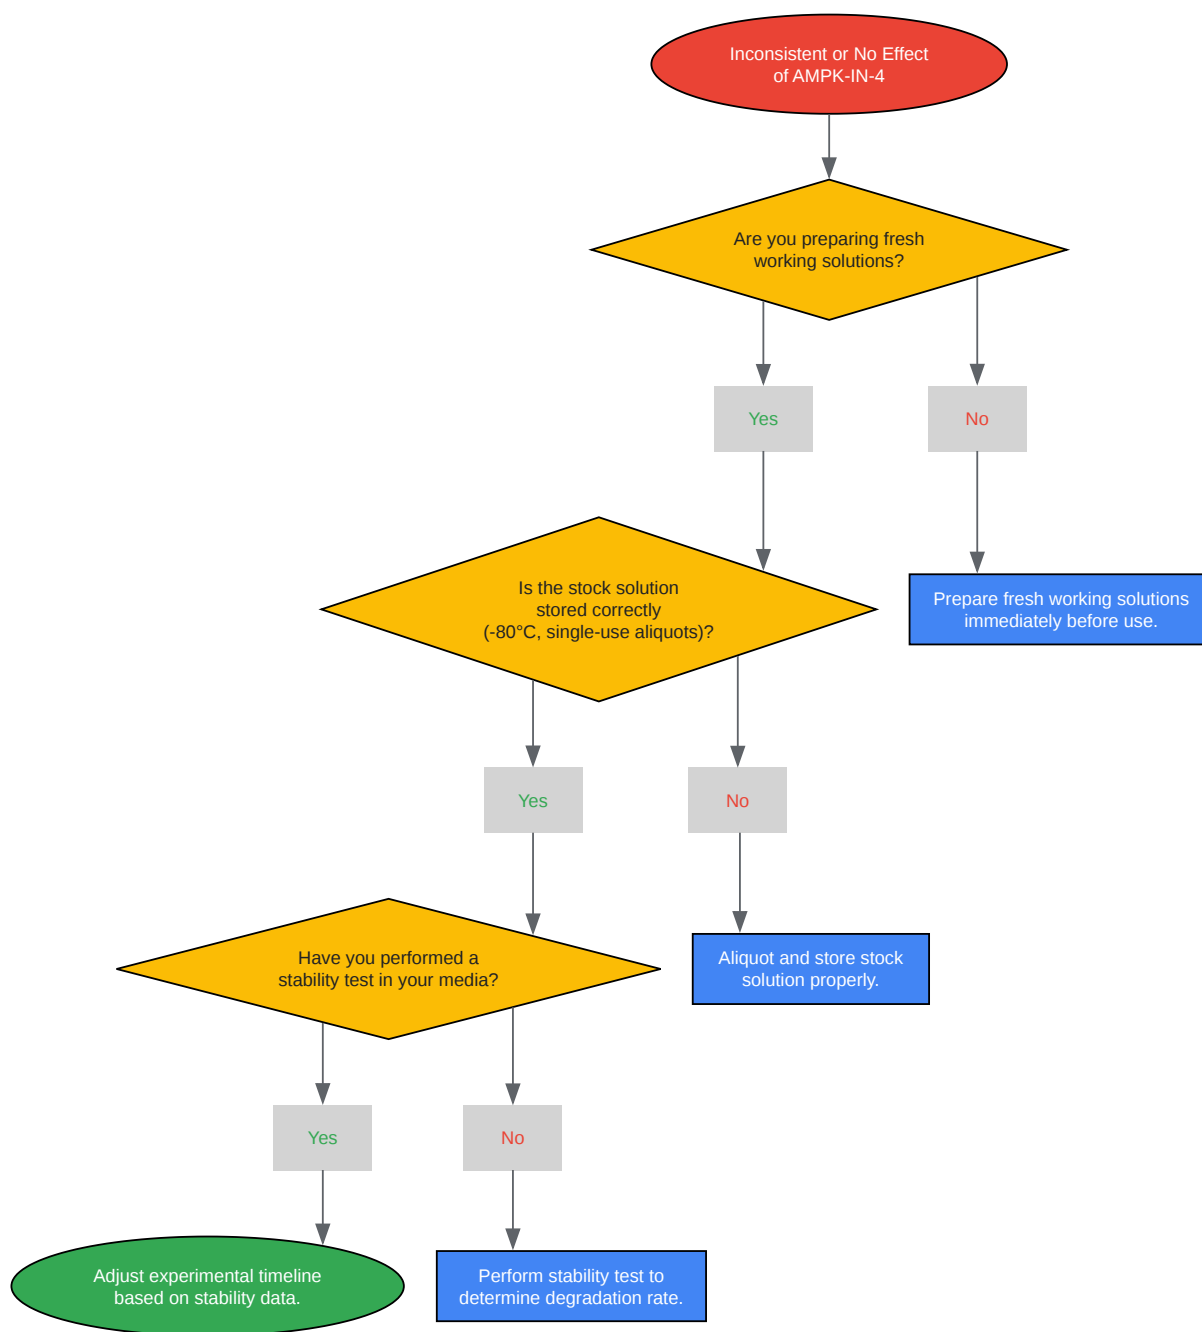 Inconsistent or No Effect
of AMPK-IN-4
Are you preparing fresh
working solutions?
Yes
No
Is the stock solution
stored correctly
(-80°C, single-use aliquots)?
Prepare fresh working solutions
immediately before use.
Yes
No
Have you performed a
stability test in your media?
Aliquot and store stock
solution properly.
Yes
No
Adjust experimental timeline
based on stability data.
Perform stability test to
determine degradation rate.